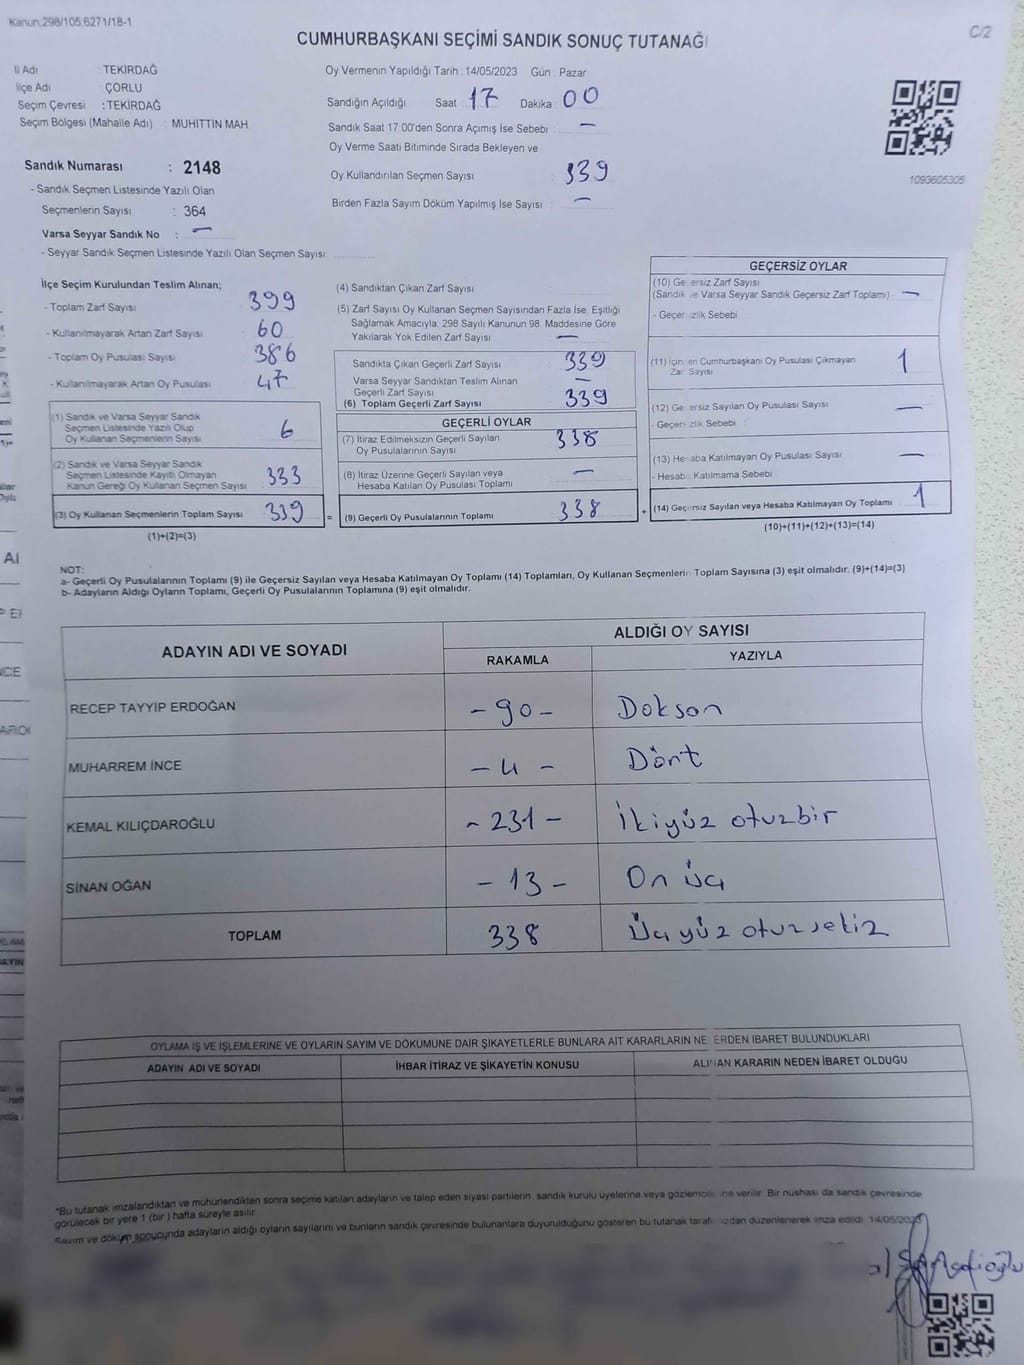 Kanun 298/105 6271/18-1
C/2
CUMHURBAŞKANI SEÇİMİ SANDIK SONUÇ TUTANAĞI
İl Adı : TEKİRDAĞ
İlçe Adı : ÇORLU
Seçim Çevresi : TEKİRDAĞ
Seçim Bölgesi (Mahalle Adı) : MUHİTTİN MAH.
Sandık Numarası : 2148
- Sandık Seçmen Listesinde Yazılı Olan
Seçmenlerin Sayısı : 364
Varsa Seyyar Sandık No : —
- Seyyar Sandık Seçmen Listesinde Yazılı Olan Seçmen Sayısı:
Oy Vermenin Yapıldığı Tarih : 14/05/2023 Gün : Pazar
Sandığın Açıldığı Saat 17 Dakika 00
Sandık Saat 17:00'den Sonra Açımış İse Sebebi : —
Oy Verme Saati Bitiminde Sırada Bekleyen ve
Oy Kullandırılan Seçmen Sayısı : 339
Birden Fazla Sayım Döküm Yapılmış İse Sayısı : —
1093605305
İlçe Seçim Kurulundan Teslim Alınan;
- Toplam Zarf Sayısı 399
- Kullanılmayarak Artan Zarf Sayısı 60
- Toplam Oy Pusulası Sayısı 386
- Kullanılmayarak Artan Oy Pusulası 47
(1) Sandık ve Varsa Seyyar Sandık
Seçmen Listesinde Yazılı Olup
Oy Kullanan Seçmenlerin Sayısı 6
(2) Sandık ve Varsa Seyyar Sandık
Seçmen Listesinde Kayıtlı Olmayan
Kanun Gereği Oy Kullanan Seçmen Sayısı 333
(3) Oy Kullanan Seçmenlerin Toplam Sayısı 339
(1)+(2)=(3)
(4) Sandıktan Çıkan Zarf Sayısı
(5) Zarf Sayısı Oy Kullanan Seçmen Sayısından Fazla İse, Eşitliği
Sağlamak Amacıyla, 298 Sayılı Kanunun 98. Maddesine Göre
Yakılarak Yok Edilen Zarf Sayısı —
Sandıkta Çıkan Geçerli Zarf Sayısı 339
Varsa Seyyar Sandıktan Teslim Alınan
Geçerli Zarf Sayısı —
(6) Toplam Geçerli Zarf Sayısı 339
GEÇERLİ OYLAR
(7) İtiraz Edilmeksizin Geçerli Sayılan
Oy Pusulalarının Sayısı 338
(8) İtiraz Üzerine Geçerli Sayılan veya
Hesaba Katılan Oy Pusulası Toplamı —
= (9) Geçerli Oy Pusulalarının Toplamı 338
GEÇERSİZ OYLAR
(10) Geçersiz Zarf Sayısı
(Sandık ve Varsa Seyyar Sandık Geçersiz Zarf Toplamı) : —
- Geçersizlik Sebebi :
(11) İçinden Cumhurbaşkanı Oy Pusulası Çıkmayan
Zarf Sayısı 1
(12) Geçersiz Sayılan Oy Pusulası Sayısı —
- Geçersizlik Sebebi :
(13) Hesaba Katılmayan Oy Pusulası Sayısı —
- Hesaba Katılmama Sebebi :
+ (14) Geçersiz Sayılan veya Hesaba Katılmayan Oy Toplamı 1
(10)+(11)+(12)+(13)=(14)
NOT:
a- Geçerli Oy Pusulalarının Toplamı (9) ile Geçersiz Sayılan veya Hesaba Katılmayan Oy Toplamı (14) Toplamları, Oy Kullanan Seçmenlerin Toplam Sayısına (3) eşit olmalıdır. (9)+(14)=(3)
b- Adayların Aldığı Oyların Toplamı, Geçerli Oy Pusulalarının Toplamına (9) eşit olmalıdır.
ADAYIN ADI VE SOYADI
ALDIĞI OY SAYISI
RAKAMLA YAZIYLA
RECEP TAYYİP ERDOĞAN - 90 - Doksan
MUHARREM İNCE - 4 - Dört
KEMAL KILIÇDAROĞLU - 231 - İkiyüz otuzbir
SİNAN OĞAN - 13 - On üç
TOPLAM 338 Üçyüz otuzsekiz
OYLAMA İŞ VE İŞLEMLERİNE VE OYLARIN SAYIM VE DÖKÜMÜNE DAİR ŞİKAYETLERLE BUNLARA AİT KARARLARIN NELERDEN İBARET BULUNDUKLARI
ADAYIN ADI VE SOYADI İHBAR İTİRAZ VE ŞİKAYETİN KONUSU ALINAN KARARIN NEDEN İBARET OLDUĞU
*Bu tutanak imzalandıktan ve mühürlendikten sonra seçime katılan adayların ve talep eden siyasi partilerin sandık kurulu üyelerine veya gözlemcilerine verilir. Bir nüshası da sandık çevresinde
görülecek bir yere 1 (bir ) hafta süreyle asılır.
Sayım ve döküm sonucunda adayların aldığı oyların sayılarını ve bunların sandık çevresinde bulunanlara duyurulduğunu gösteren bu tutanak tarafımızdan düzenlenerek imza edildi. 14/05/2023